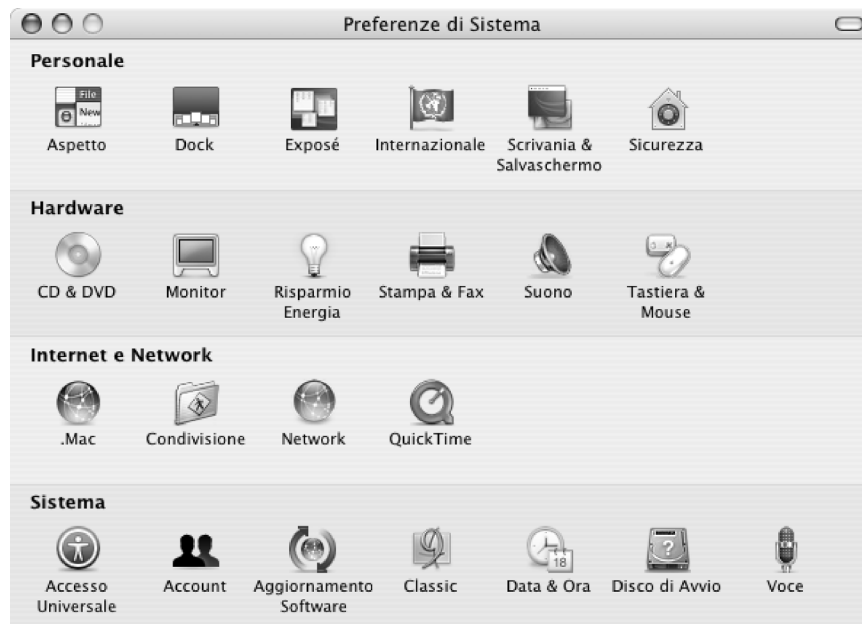 Preferenze di Sistema
Personale
File
New
Aspetto
Dock
Exposé
Internazionale
Scrivania &
Salvaschermo
Sicurezza
Hardware
CD & DVD
Monitor
Risparmio
Energia
Stampa & Fax
Suono
Tastiera &
Mouse
Internet e Network
.Mac
Condivisione
Network
QuickTime
Sistema
Accesso
Universale
Account
Aggiornamento
Software
Classic
18
Data & Ora
?
Disco di Avvio
Voce